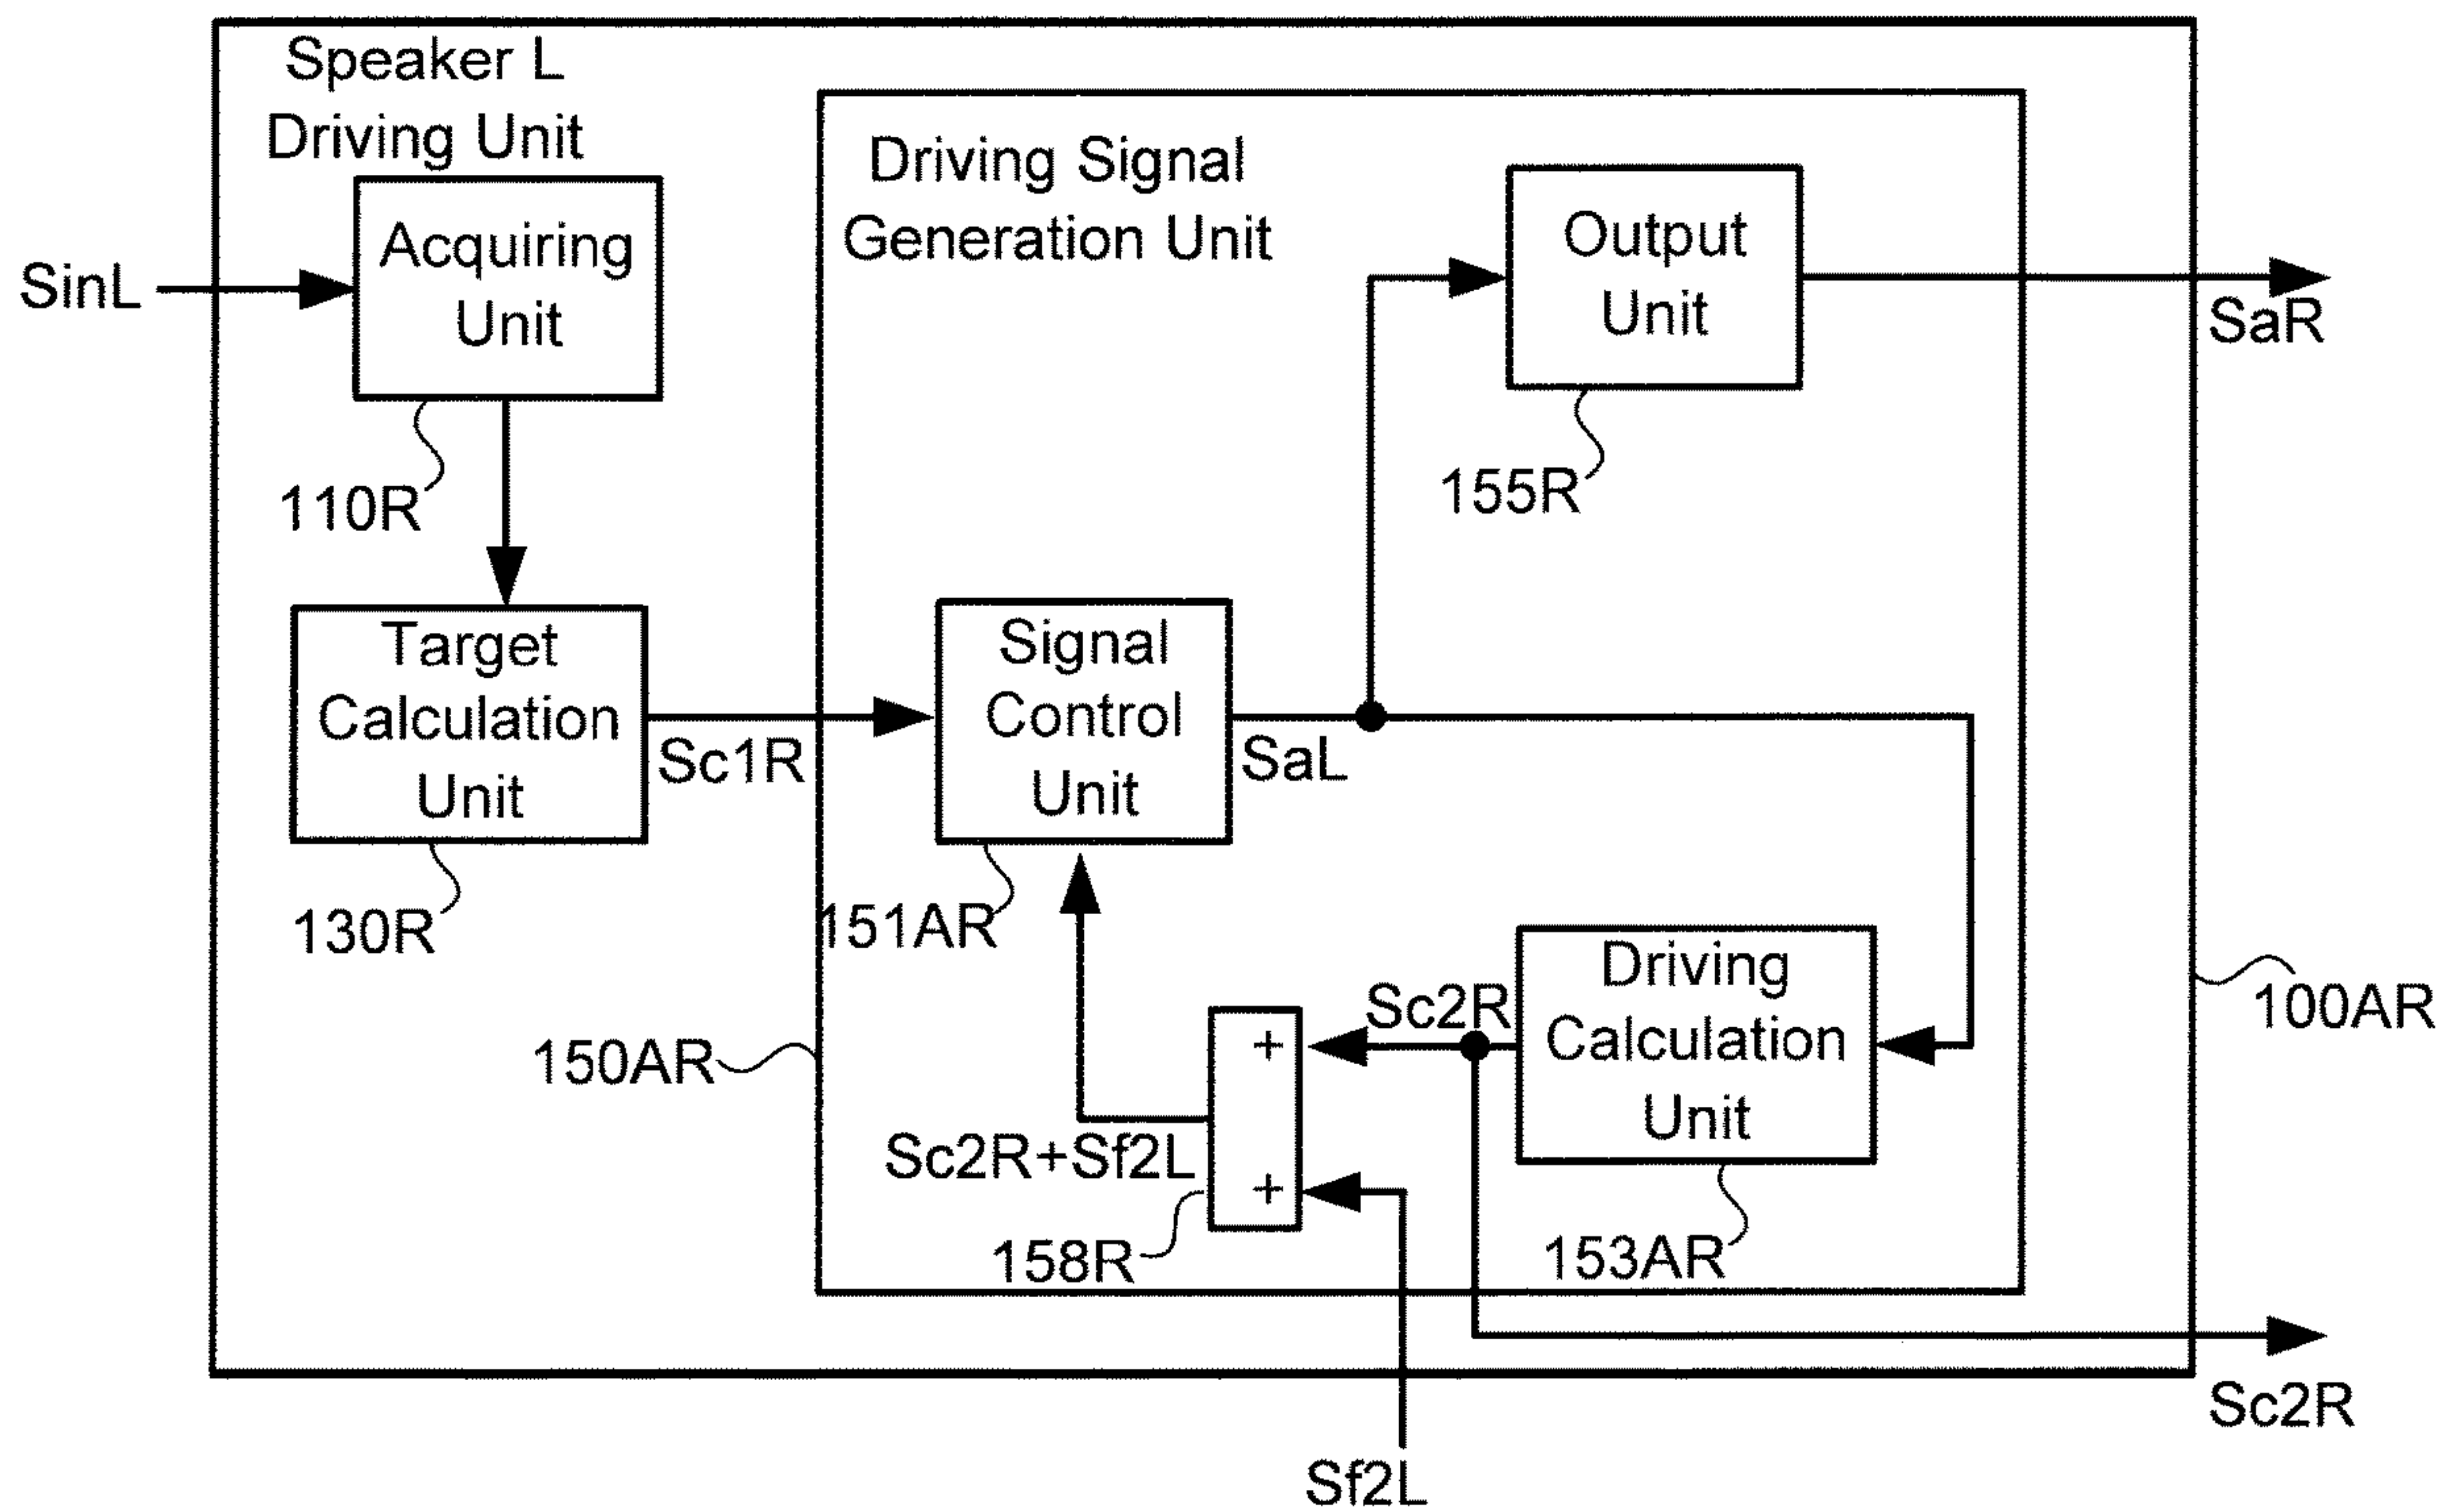 Speaker L
Driving Unit
SinL
Acquiring
Unit
110R
Target
Calculation
Unit
130R
Sc1R
Driving Signal
Generation Unit
Output
Unit
155R
SaR
Signal
Control
Unit
SaL
151AR
Driving
Calculation
Unit
153AR
Sc2R
+
+
Sc2R+Sf2L
158R
150AR
100AR
Sc2R
Sf2L